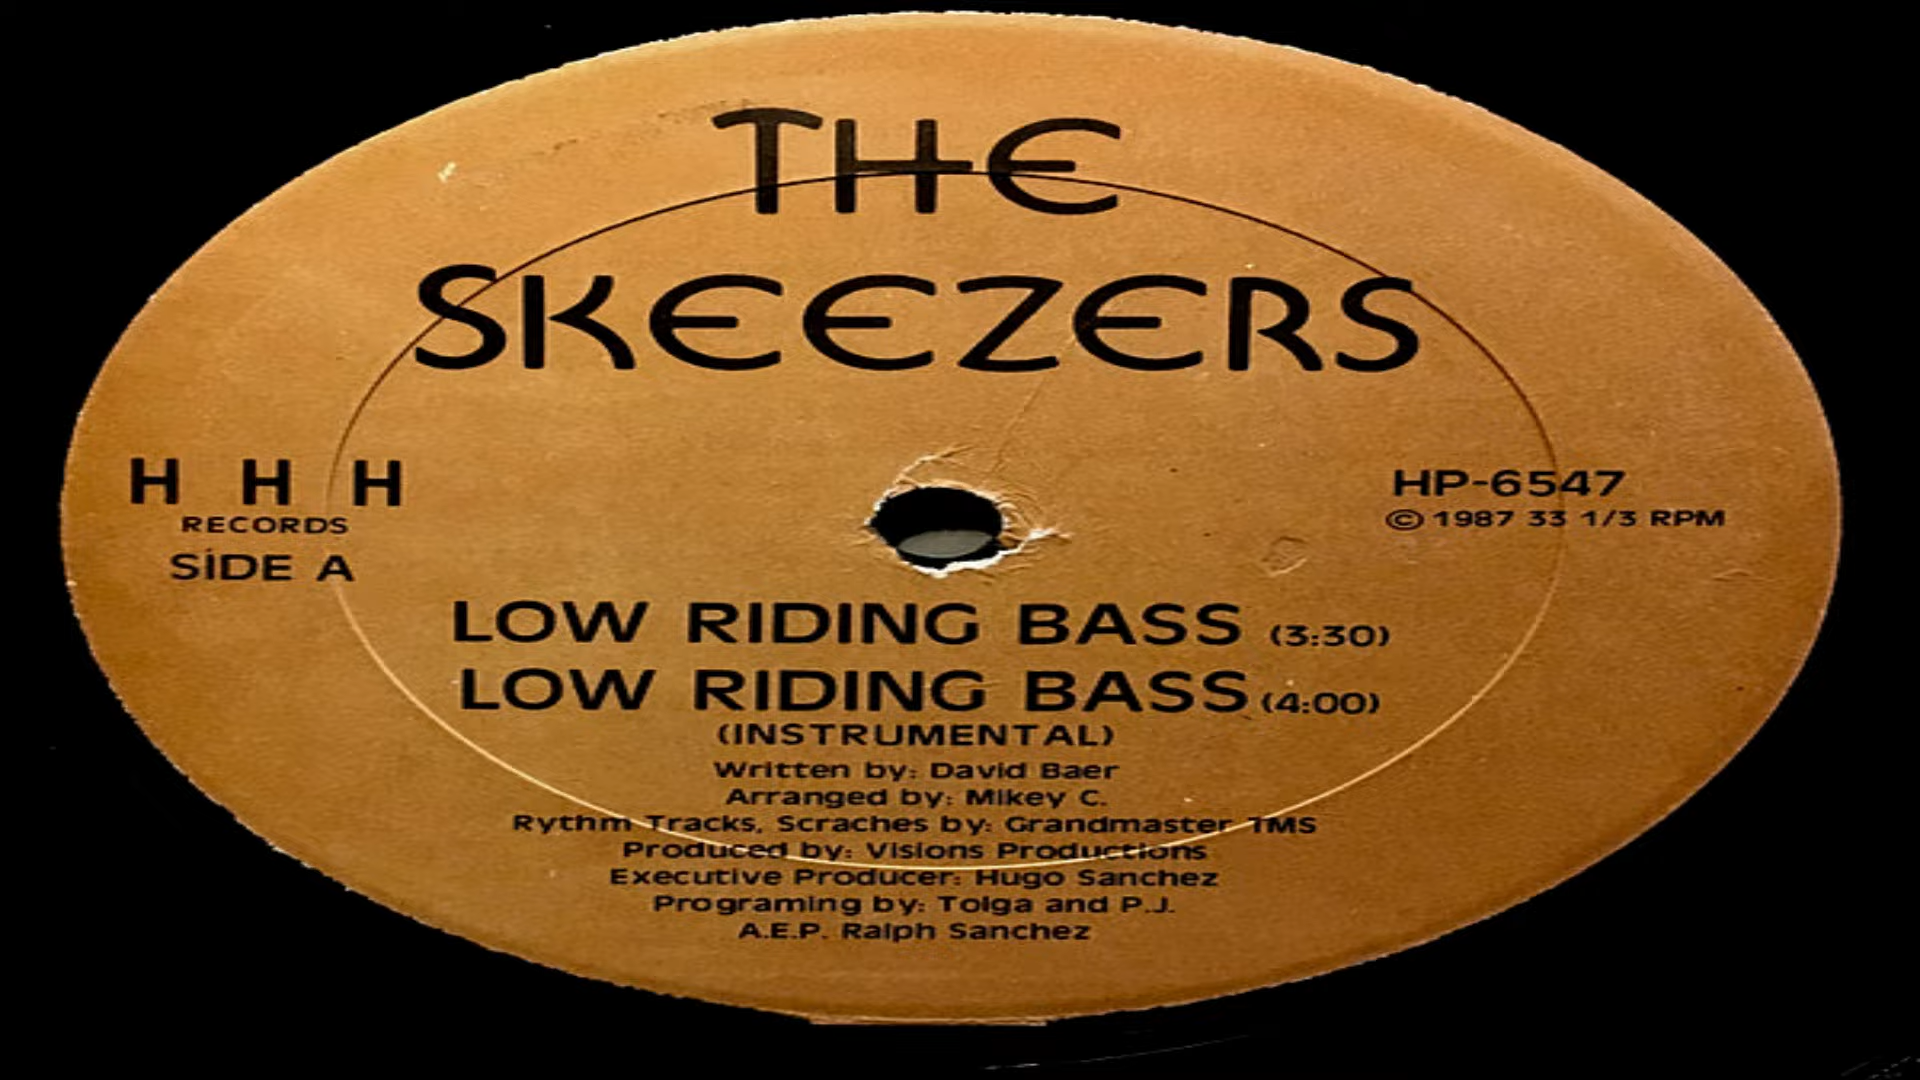 THE
SKEEZERS
H H H
RECORDS
SiDE A
HP-6547
© 1987 33 1/3 RPM
LOW RIDING BASS (3:30)
LOW RIDING BASS (4:00)
(INSTRUMENTAL)
Written by: David Baer
Arranged by: Mikey C.
Rythm Tracks, Scraches by: Grandmaster TMS
Produced by: Visions Productions
Executive Producer: Hugo Sanchez
Programing by: Tolga and P.J.
A.E.P. Ralph Sanchez